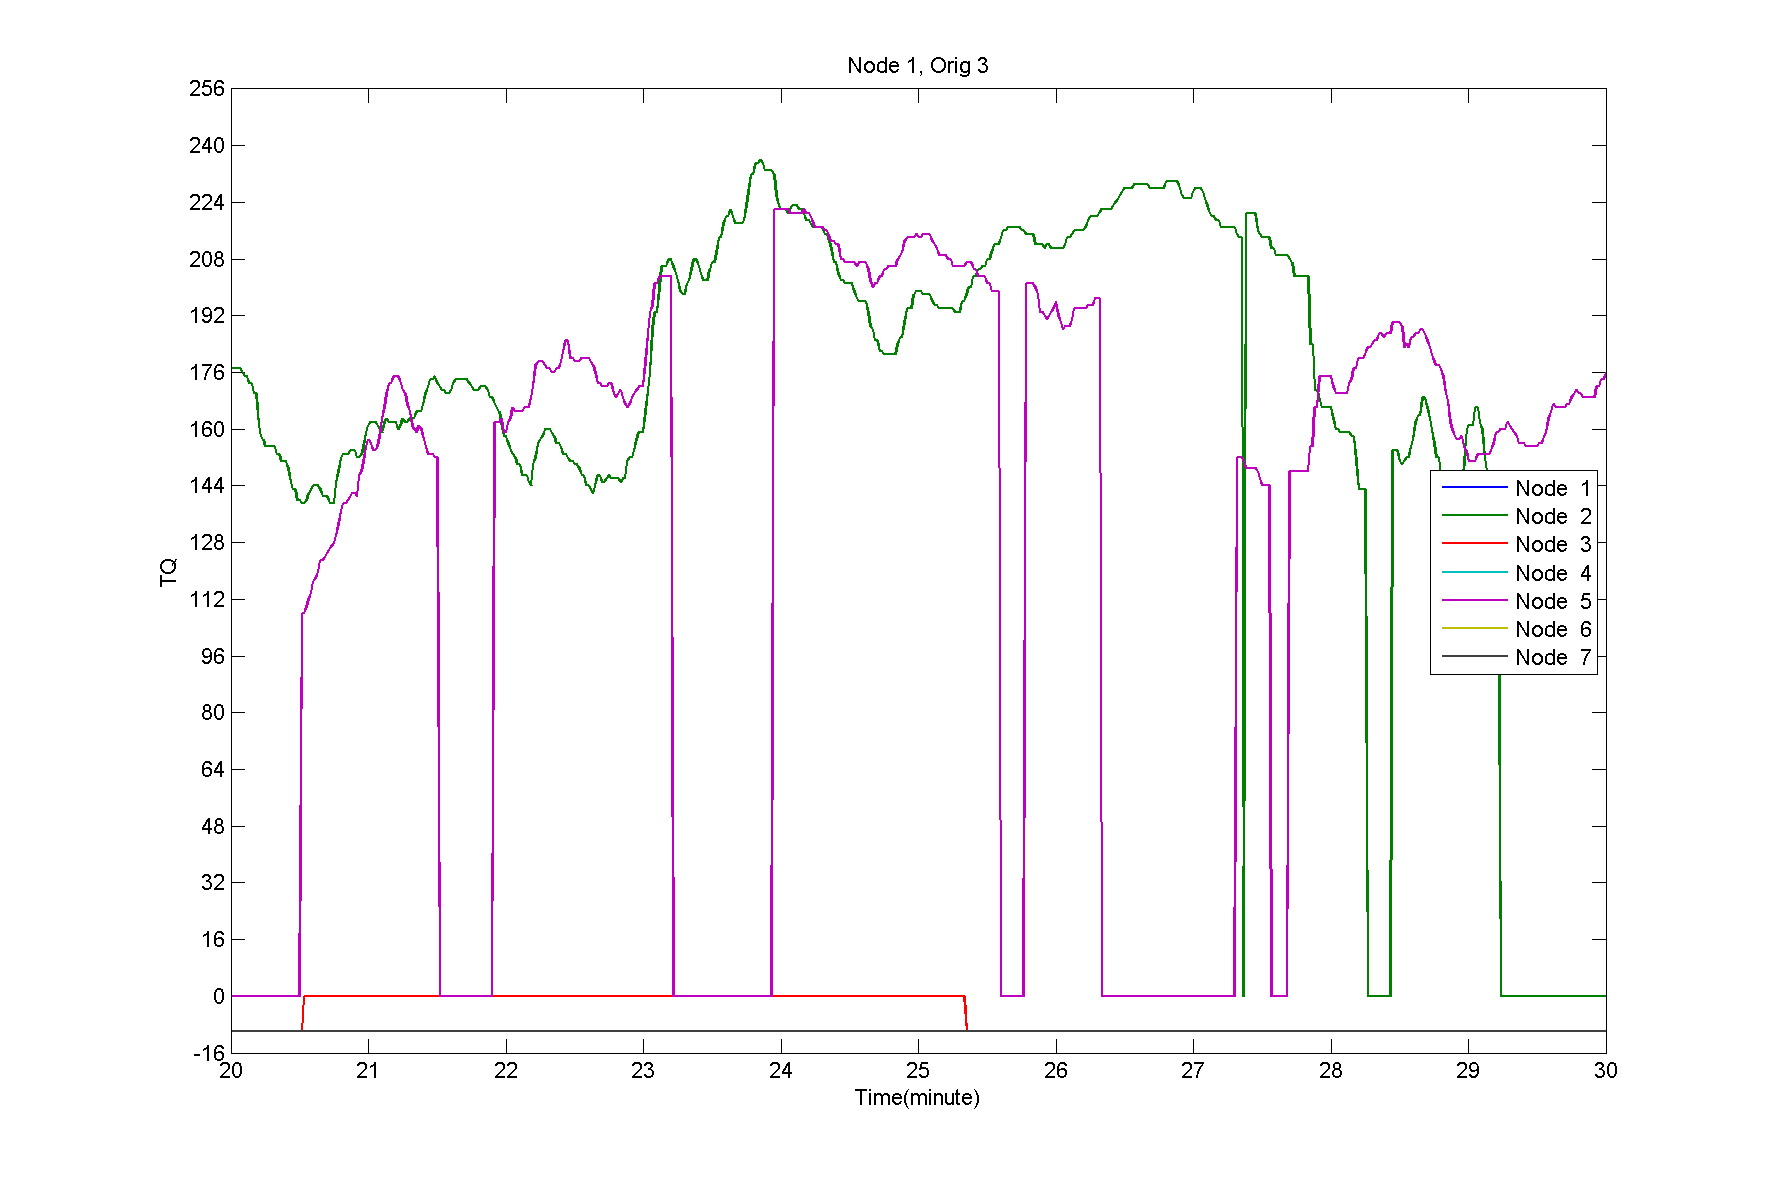 Node 1, Orig 3
256
240
224
208
192
176
160
144
128
112
96
80
64
48
32
16
0
-16
TQ
Node 1
Node 2
Node 3
Node 4
Node 5
Node 6
Node 7
20 21 22 23 24 25 26 27 28 29 30
Time(minute)